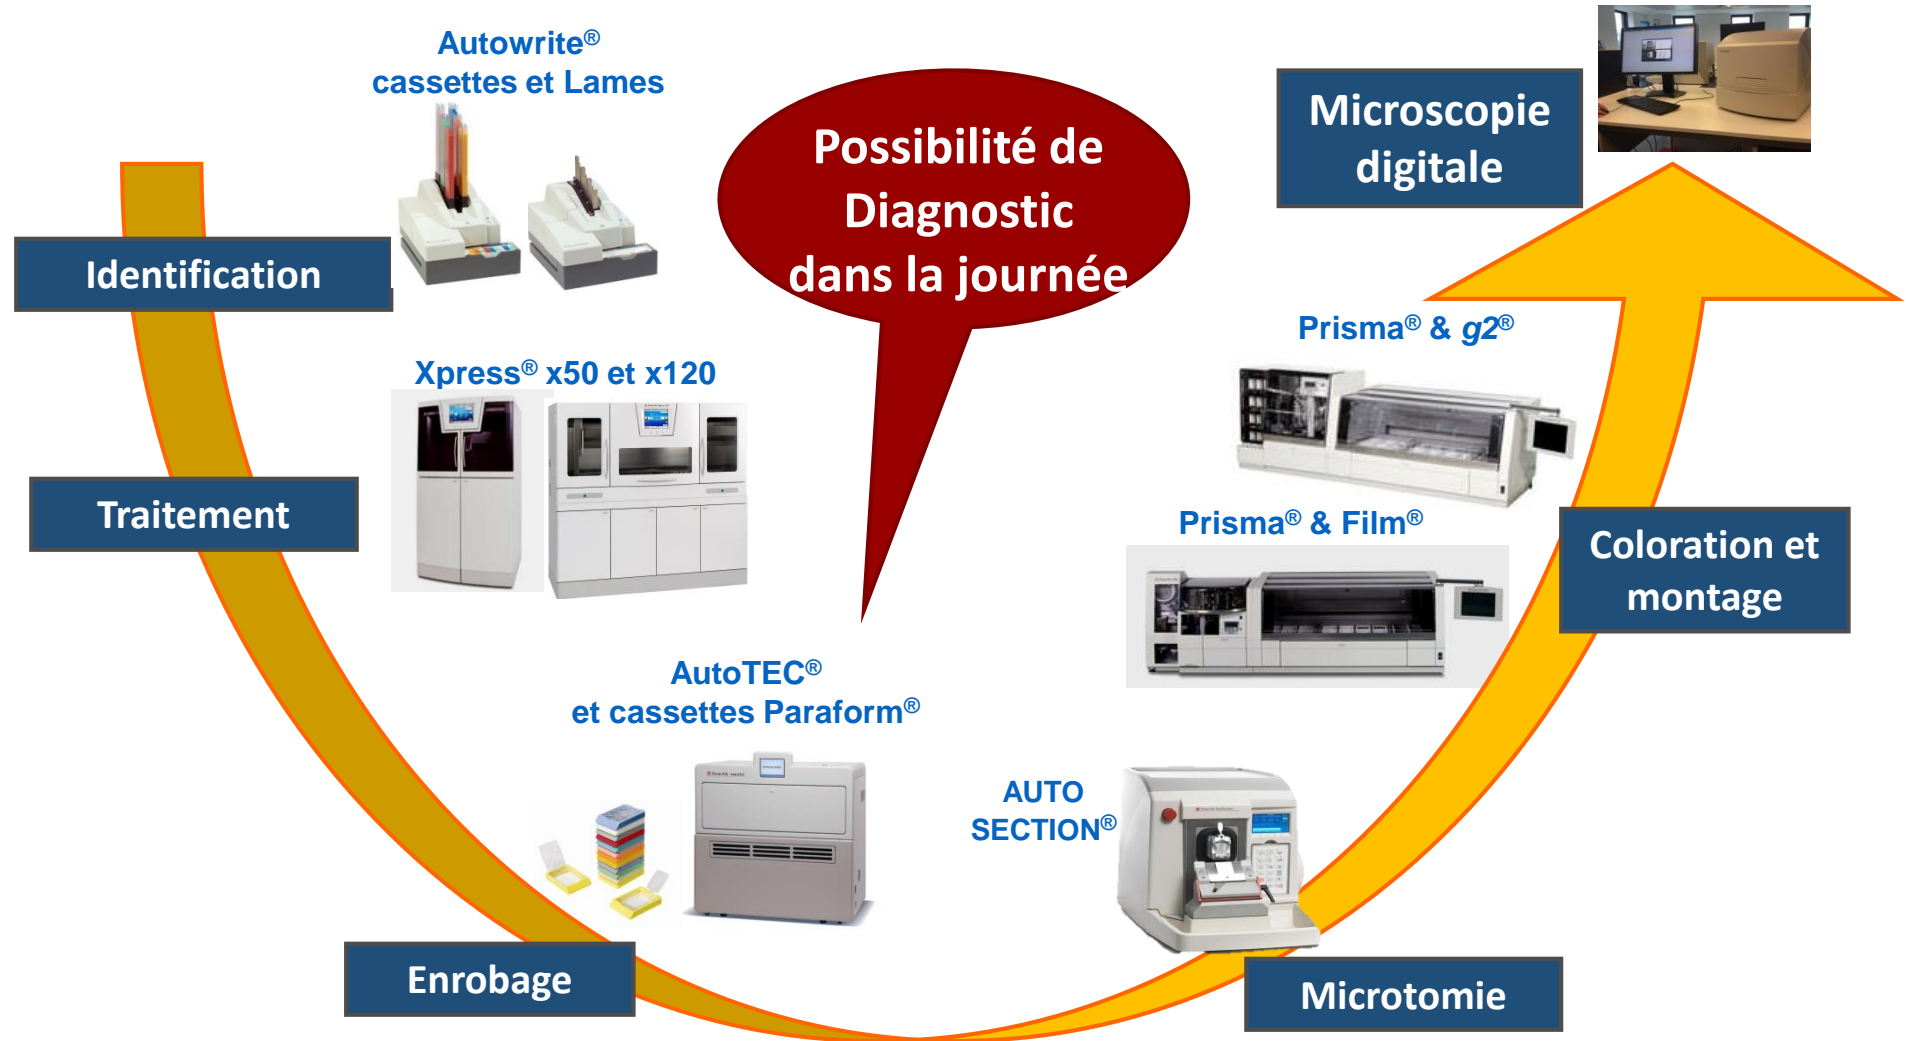 Autowrite®
cassettes et Lames
Identification
Xpress® x50 et x120
Traitement
AutoTEC®
et cassettes Paraform®
Enrobage
Possibilité de
Diagnostic
dans la journée
AUTO
SECTION®
Microtomie
Prisma® & g2®
Prisma® & Film®
Coloration et
montage
Microscopie
digitale